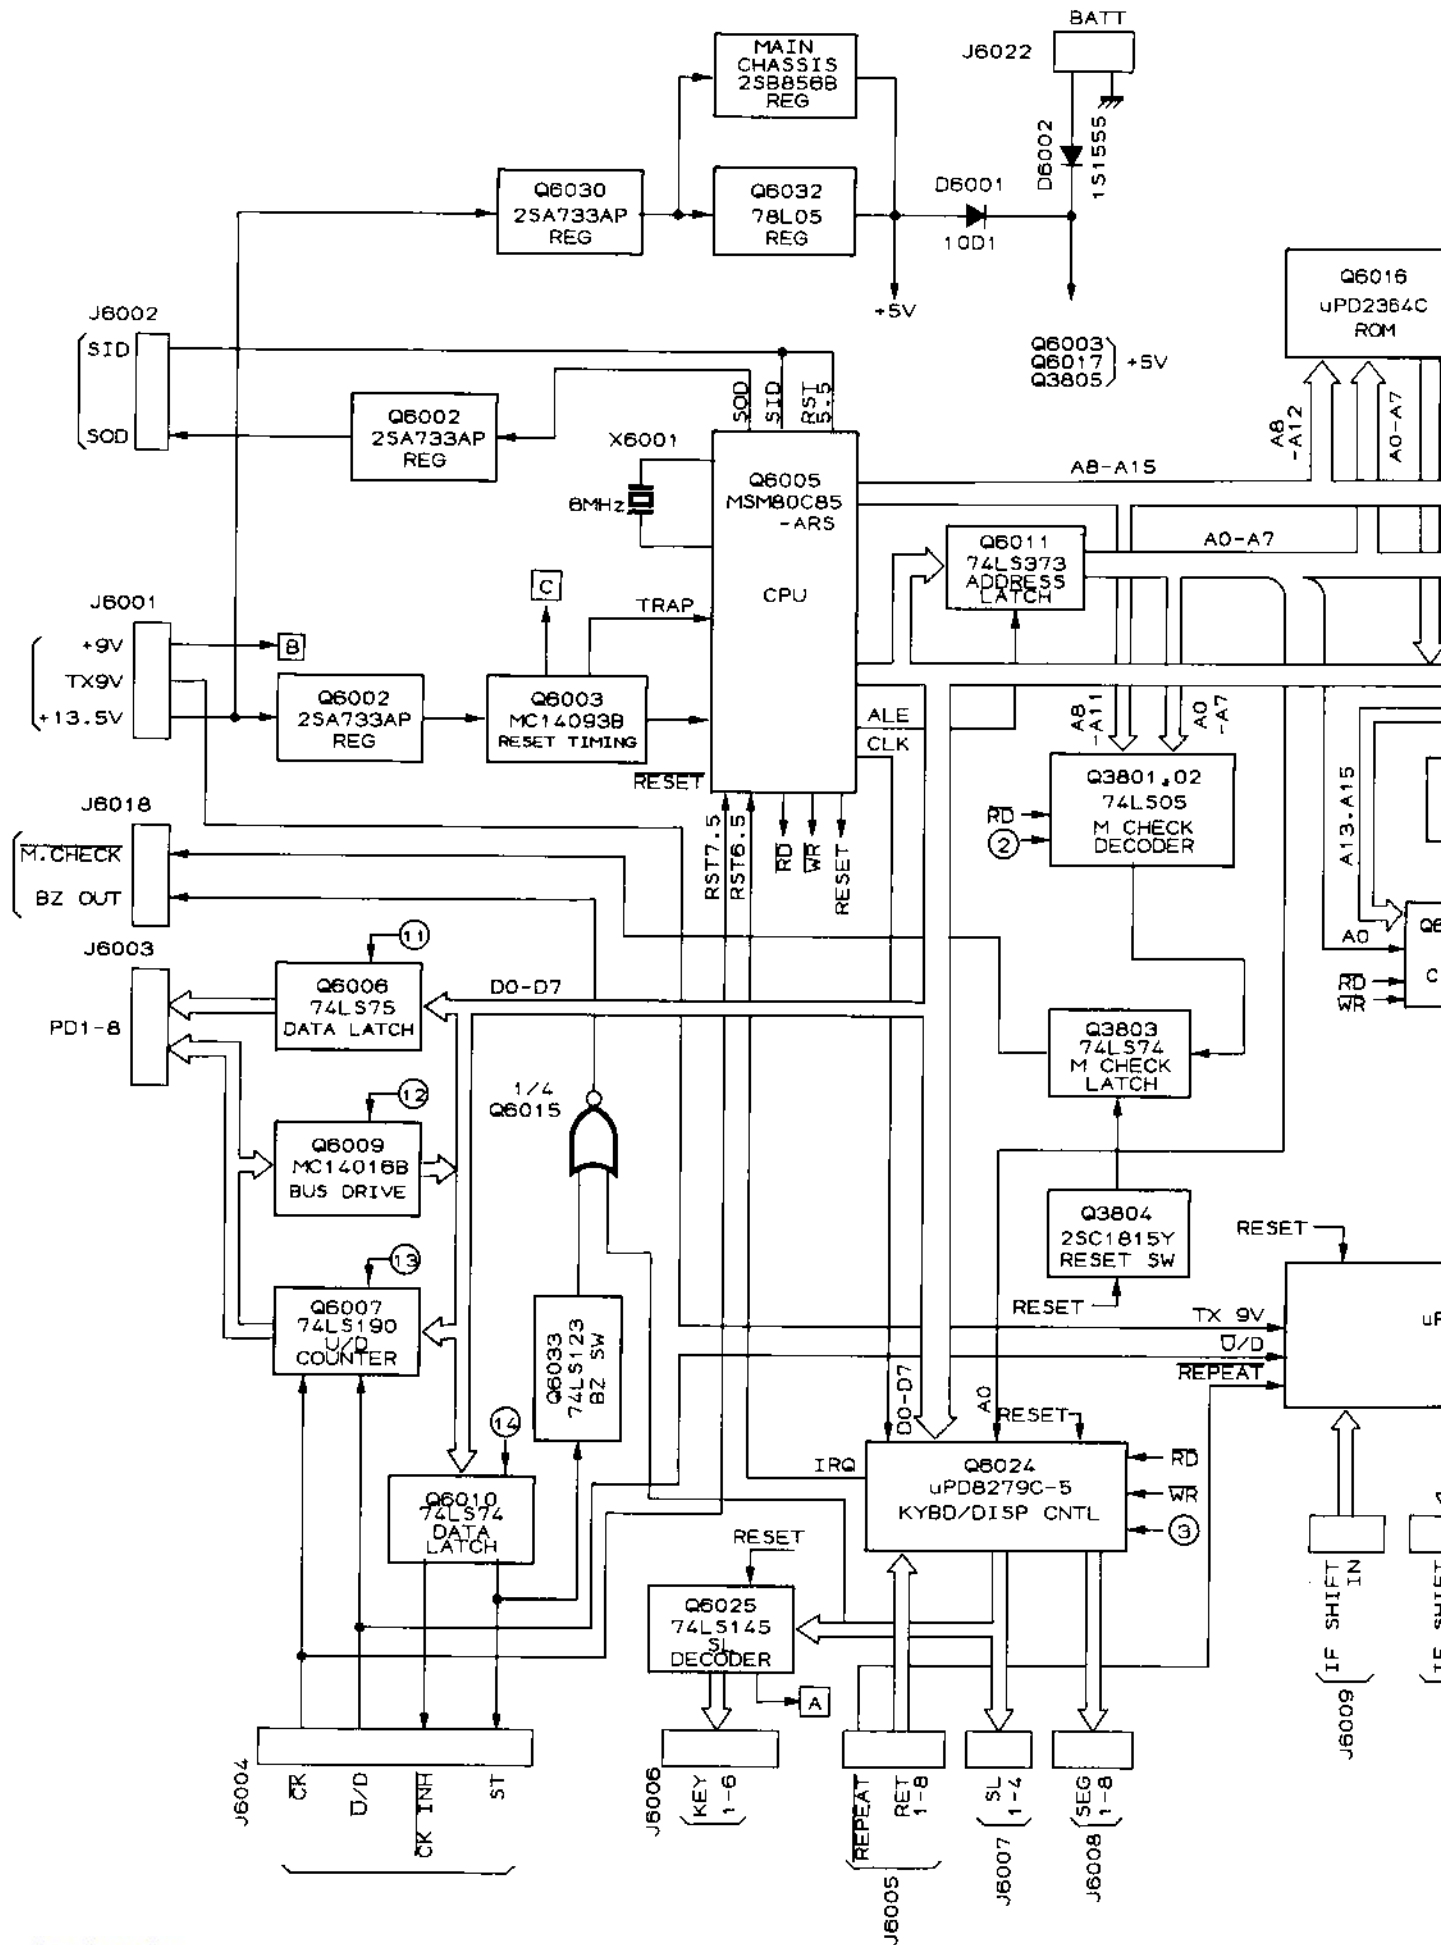 BATT
J6022
MAIN
CHASSIS
2SB856B
REG
D6002
1S1555
Q6030
2SA733AP
REG
Q6032
78L05
REG
D6001
10D1
+5V
Q6003
Q6017
Q3805
+5V
Q6016
uPD2364C
ROM
J6002
SID
SOD
Q6002
2SA733AP
REG
X6001
6MHz
SOD
SID
RST
5.5
Q6005
MSM80C85
-ARS
CPU
A8-A15
A8
-A12
A0-A7
Q6011
74LS373
ADDRESS
LATCH
A0-A7
C
TRAP
J6001
+9V
TX9V
+13.5V
B
Q6002
2SA733AP
REG
Q6003
MC14093B
RESET TIMING
RESET
ALE
CLK
A8
-A11
A0
-A7
RST7.5
RST6.5
RD
WR
RESET
Q3801,02
74LS05
M CHECK
DECODER
RD
2
A13.A15
A0
RD
WR
Q6
C
J6018
M.CHECK
BZ OUT
J6003
PD1-8
11
Q6006
74LS75
DATA LATCH
D0-D7
Q3803
74LS74
M CHECK
LATCH
1/4
Q6015
12
Q6009
MC14016B
BUS DRIVE
Q3804
2SC1815Y
RESET SW
RESET
RESET
13
Q6007
74LS190
U/D
COUNTER
Q6033
74LS123
BZ SW
TX 9V
U/D
REPEAT
uP
14
Q6010
74LS74
DATA
LATCH
D0-D7
A0
RESET
IRQ
Q6024
uPD8279C-5
KYBD/DISP CNTL
RD
WR
3
RESET
Q6025
74LS145
SL
DECODER
A
IF SHIFT
IN
J6009
IF SHIFT
J6004
CK
U/D
CK INH
ST
J6006
KEY
1-6
REPEAT
RET
1-8
J6005
SL
1-4
J6007
SEG
1-8
J6008